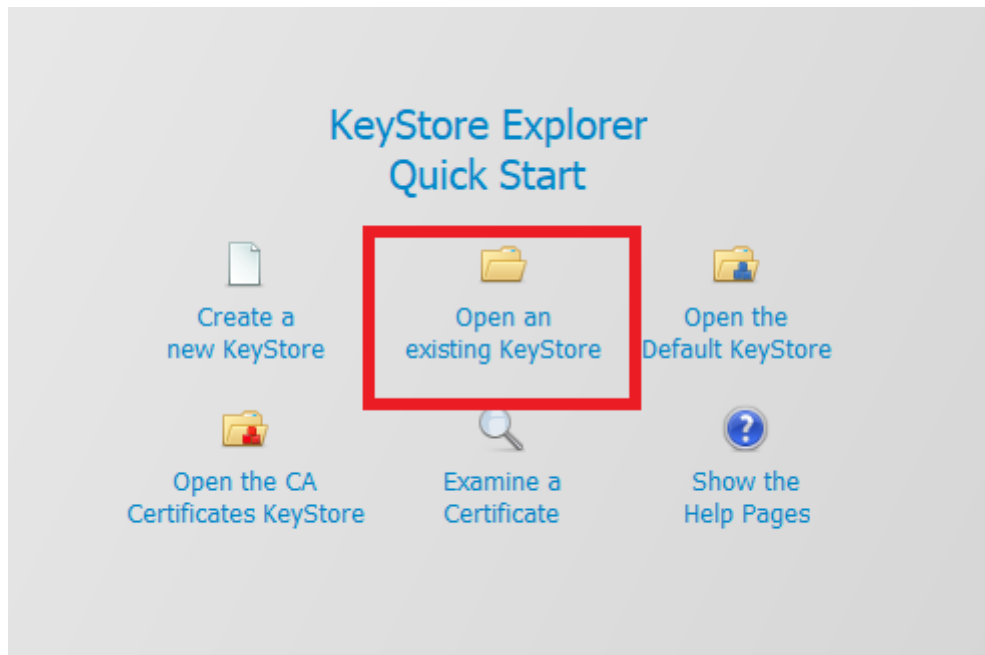 KeyStore Explorer
Quick Start
Create a
new KeyStore
Open an
existing KeyStore
Open the
Default KeyStore
Open the CA
Certificates KeyStore
Examine a
Certificate
?
Show the
Help Pages